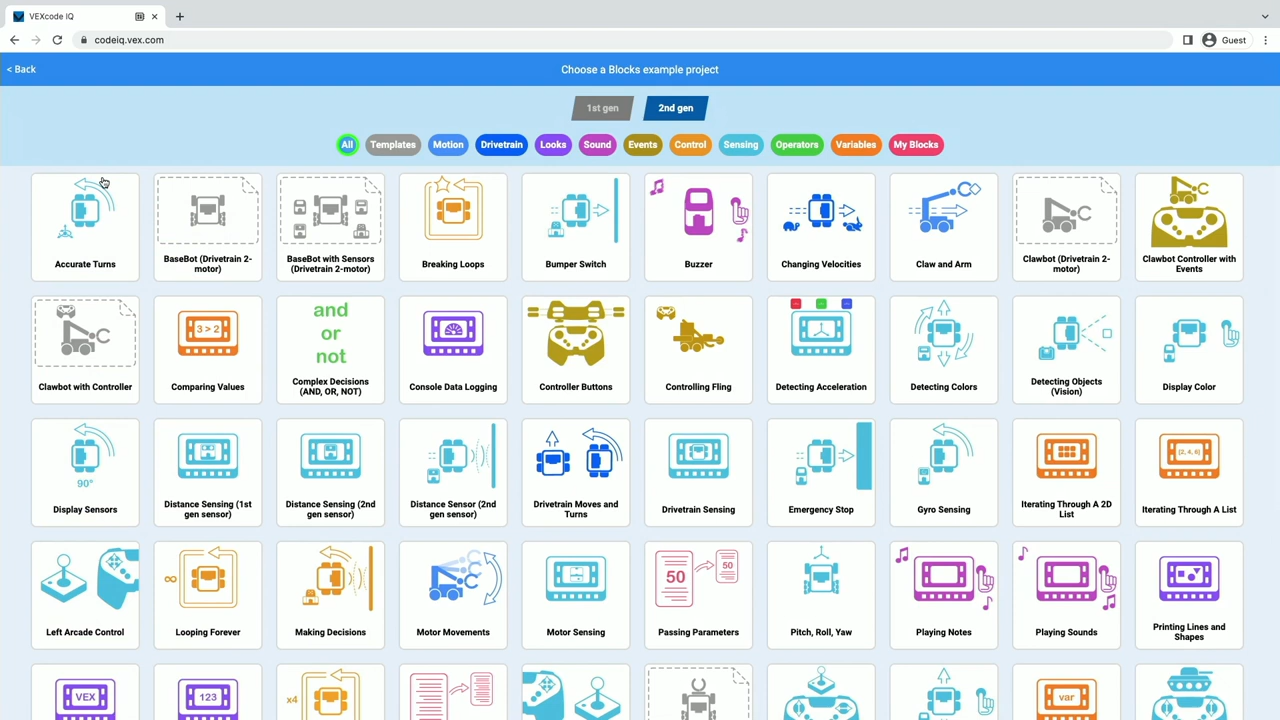 VEXcode IQ
codeiq.vex.com
Guest
< Back
Choose a Blocks example project
1st gen
2nd gen
All
Templates
Motion
Drivetrain
Looks
Sound
Events
Control
Sensing
Operators
Variables
My Blocks
Accurate Turns
BaseBot (Drivetrain 2-
motor)
BaseBot with Sensors
(Drivetrain 2-motor)
Breaking Loops
Bumper Switch
Buzzer
Changing Velocities
Claw and Arm
Clawbot (Drivetrain 2-
motor)
Clawbot Controller with
Events
Clawbot with Controller
3 > 2
Comparing Values
and
or
not
Complex Decisions
(AND, OR, NOT)
Console Data Logging
Controller Buttons
Controlling Fling
Detecting Acceleration
Detecting Colors
Detecting Objects
(Vision)
Display Color
90°
Display Sensors
Distance Sensing (1st
gen sensor)
Distance Sensing (2nd
gen sensor)
Distance Sensor (2nd
gen sensor)
Drivetrain Moves and
Turns
Drivetrain Sensing
Emergency Stop
Gyro Sensing
Iterating Through A 2D
List
{2, 4, 6}
Iterating Through A List
Left Arcade Control
∞
Looping Forever
Making Decisions
Motor Movements
Motor Sensing
50
50
Passing Parameters
Pitch, Roll, Yaw
Playing Notes
Playing Sounds
Printing Lines and
Shapes
VEX
123
x4
var